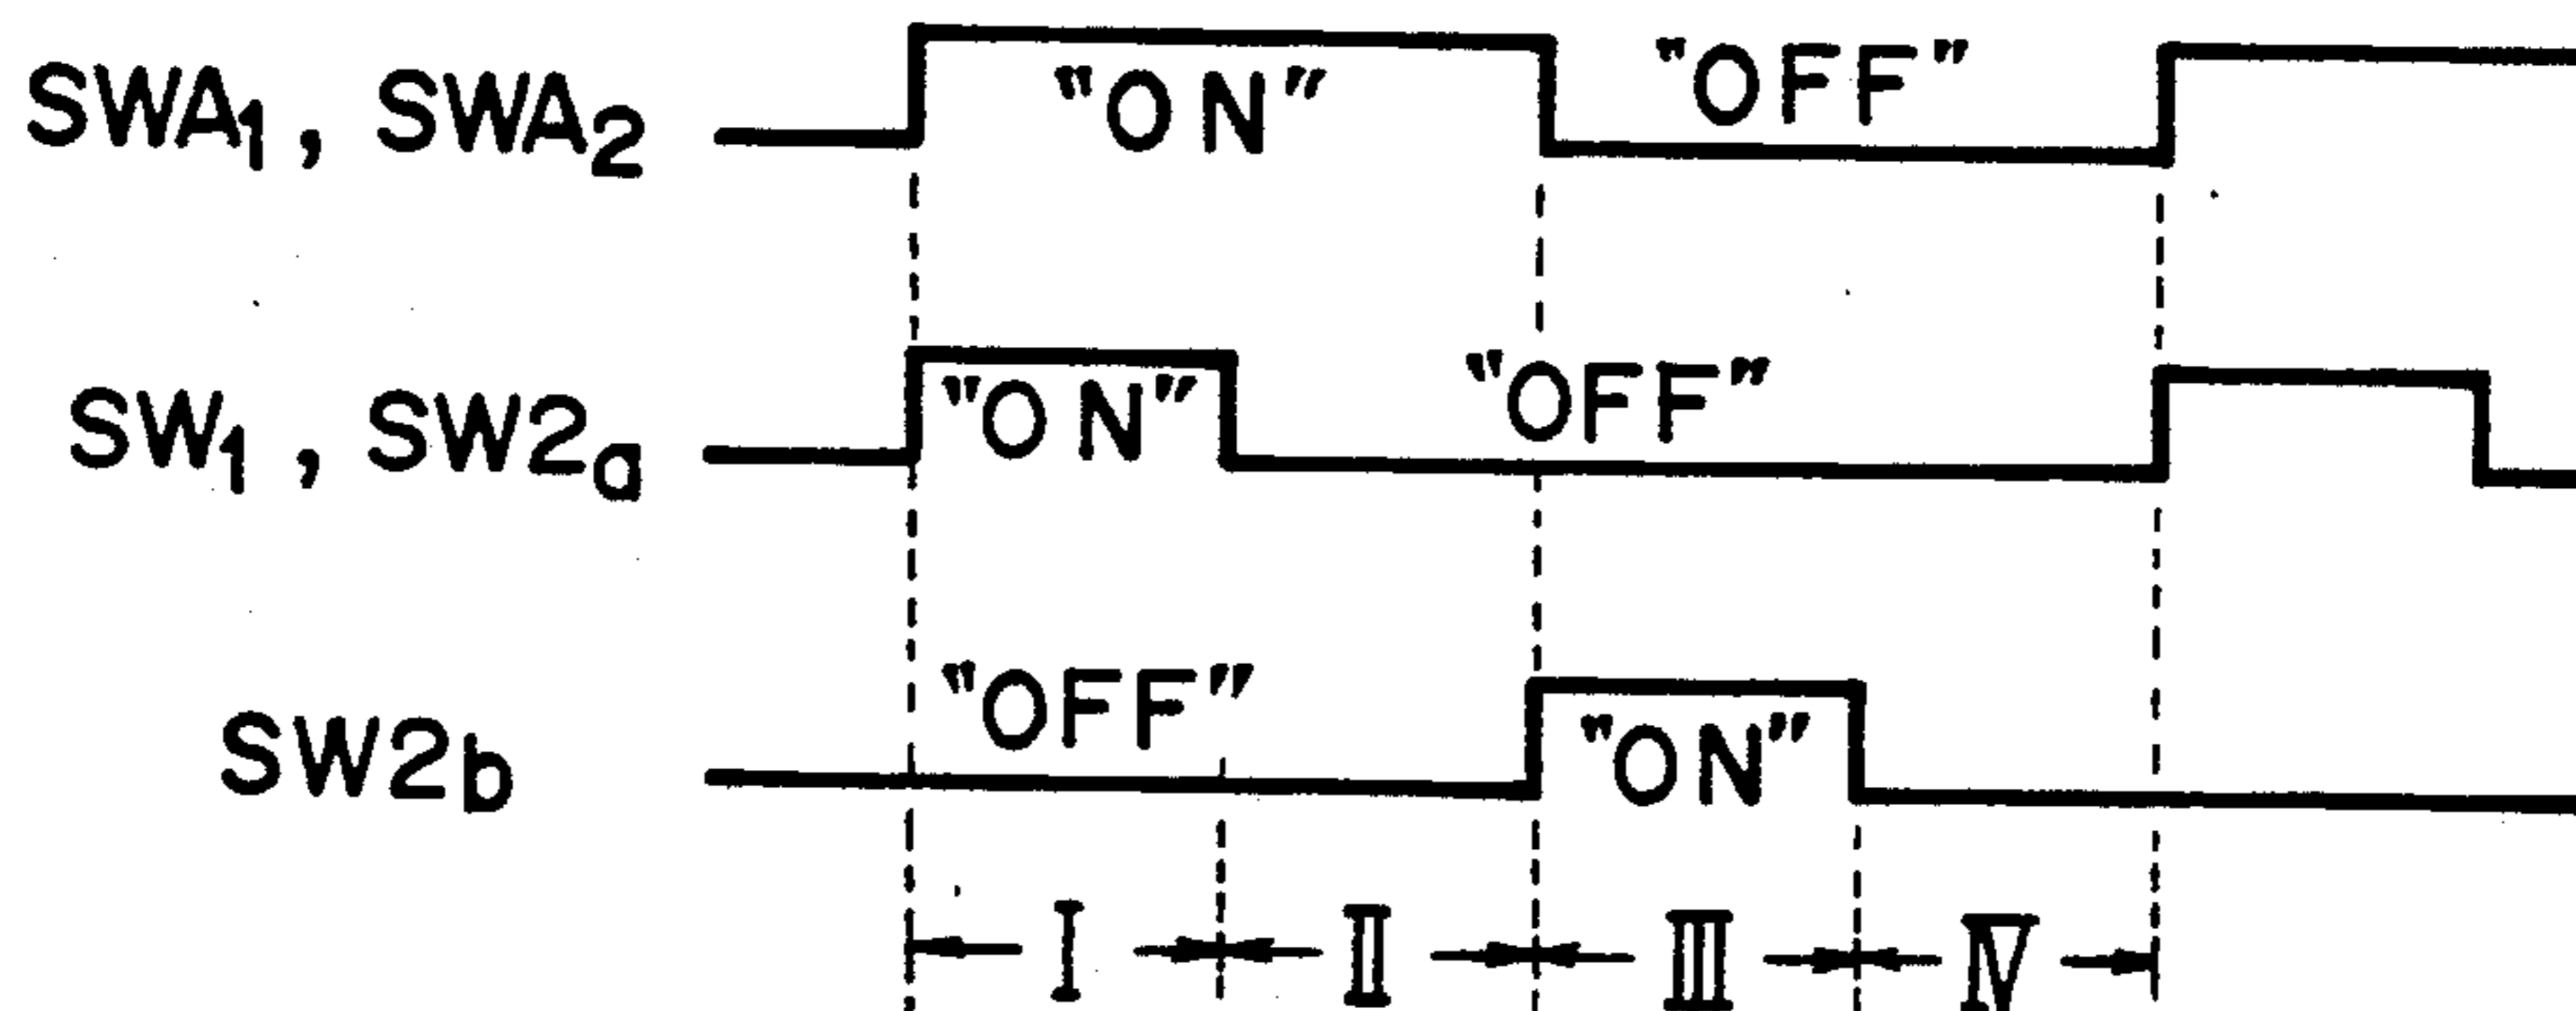 SWA1, SWA2 "ON" "OFF"
SW1, SW2a "ON" "OFF"
SW2b "OFF" "ON"
I II III IV